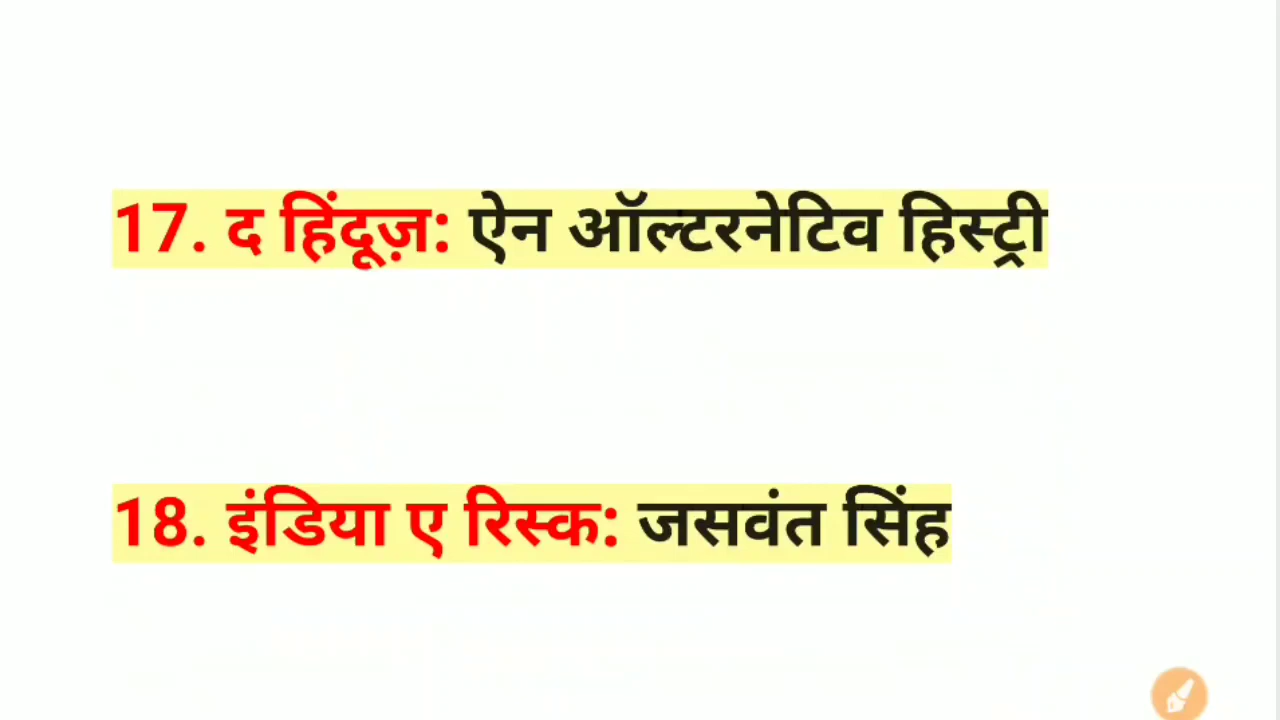 17. द हिंदूज़: ऐन ऑल्टरनेटिव हिस्ट्री
18. इंडिया ए रिस्क: जसवंत सिंह